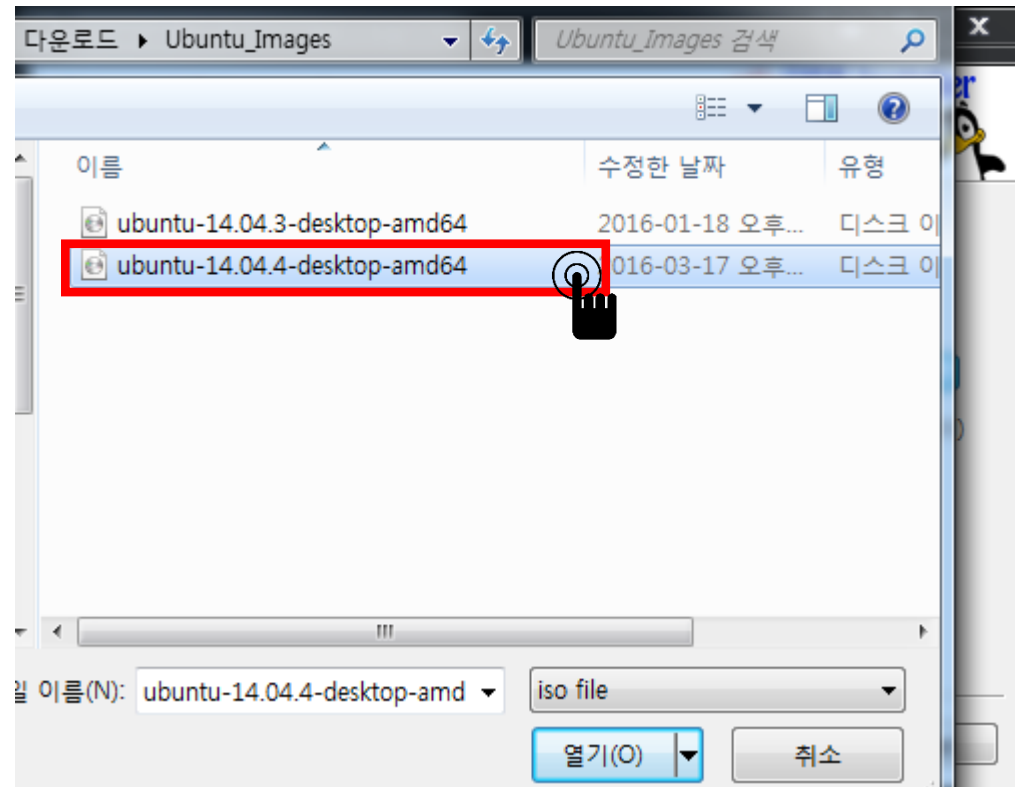 다운로드 ▸ Ubuntu_Images
Ubuntu_Images 검색
이름 수정한 날짜 유형
ubuntu-14.04.3-desktop-amd64 2016-01-18 오후... 디스크 이
ubuntu-14.04.4-desktop-amd64 016-03-17 오후... 디스크 이
일 이름(N): ubuntu-14.04.4-desktop-amd iso file
열기(O) 취소